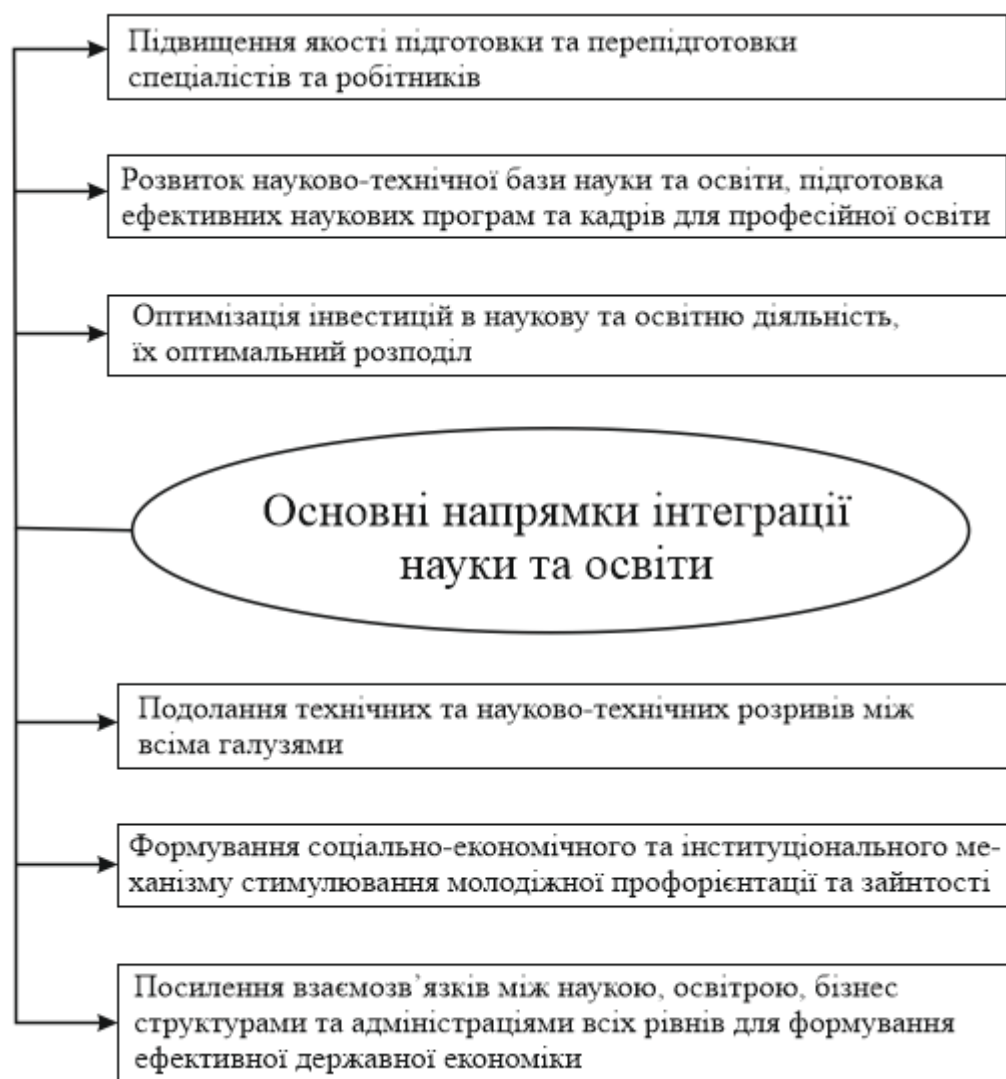 Підвищення якості підготовки та перепідготовки
спеціалістів та робітників
Розвиток науково-технічної бази науки та освіти, підготовка
ефективних наукових програм та кадрів для професійної освіти
Оптимізація інвестицій в наукову та освітню діяльність,
їх оптимальний розподіл
Основні напрямки інтеграції
науки та освіти
Подолання технічних та науково-технічних розривів між
всіма галузями
Формування соціально-економічного та інституціонального ме-
ханізму стимулювання молодіжної профорієнтації та зайнтості
Посилення взаємозв’язків між наукою, освітрою, бізнес
структурами та адміністраціями всіх рівнів для формування
ефективної державної економіки